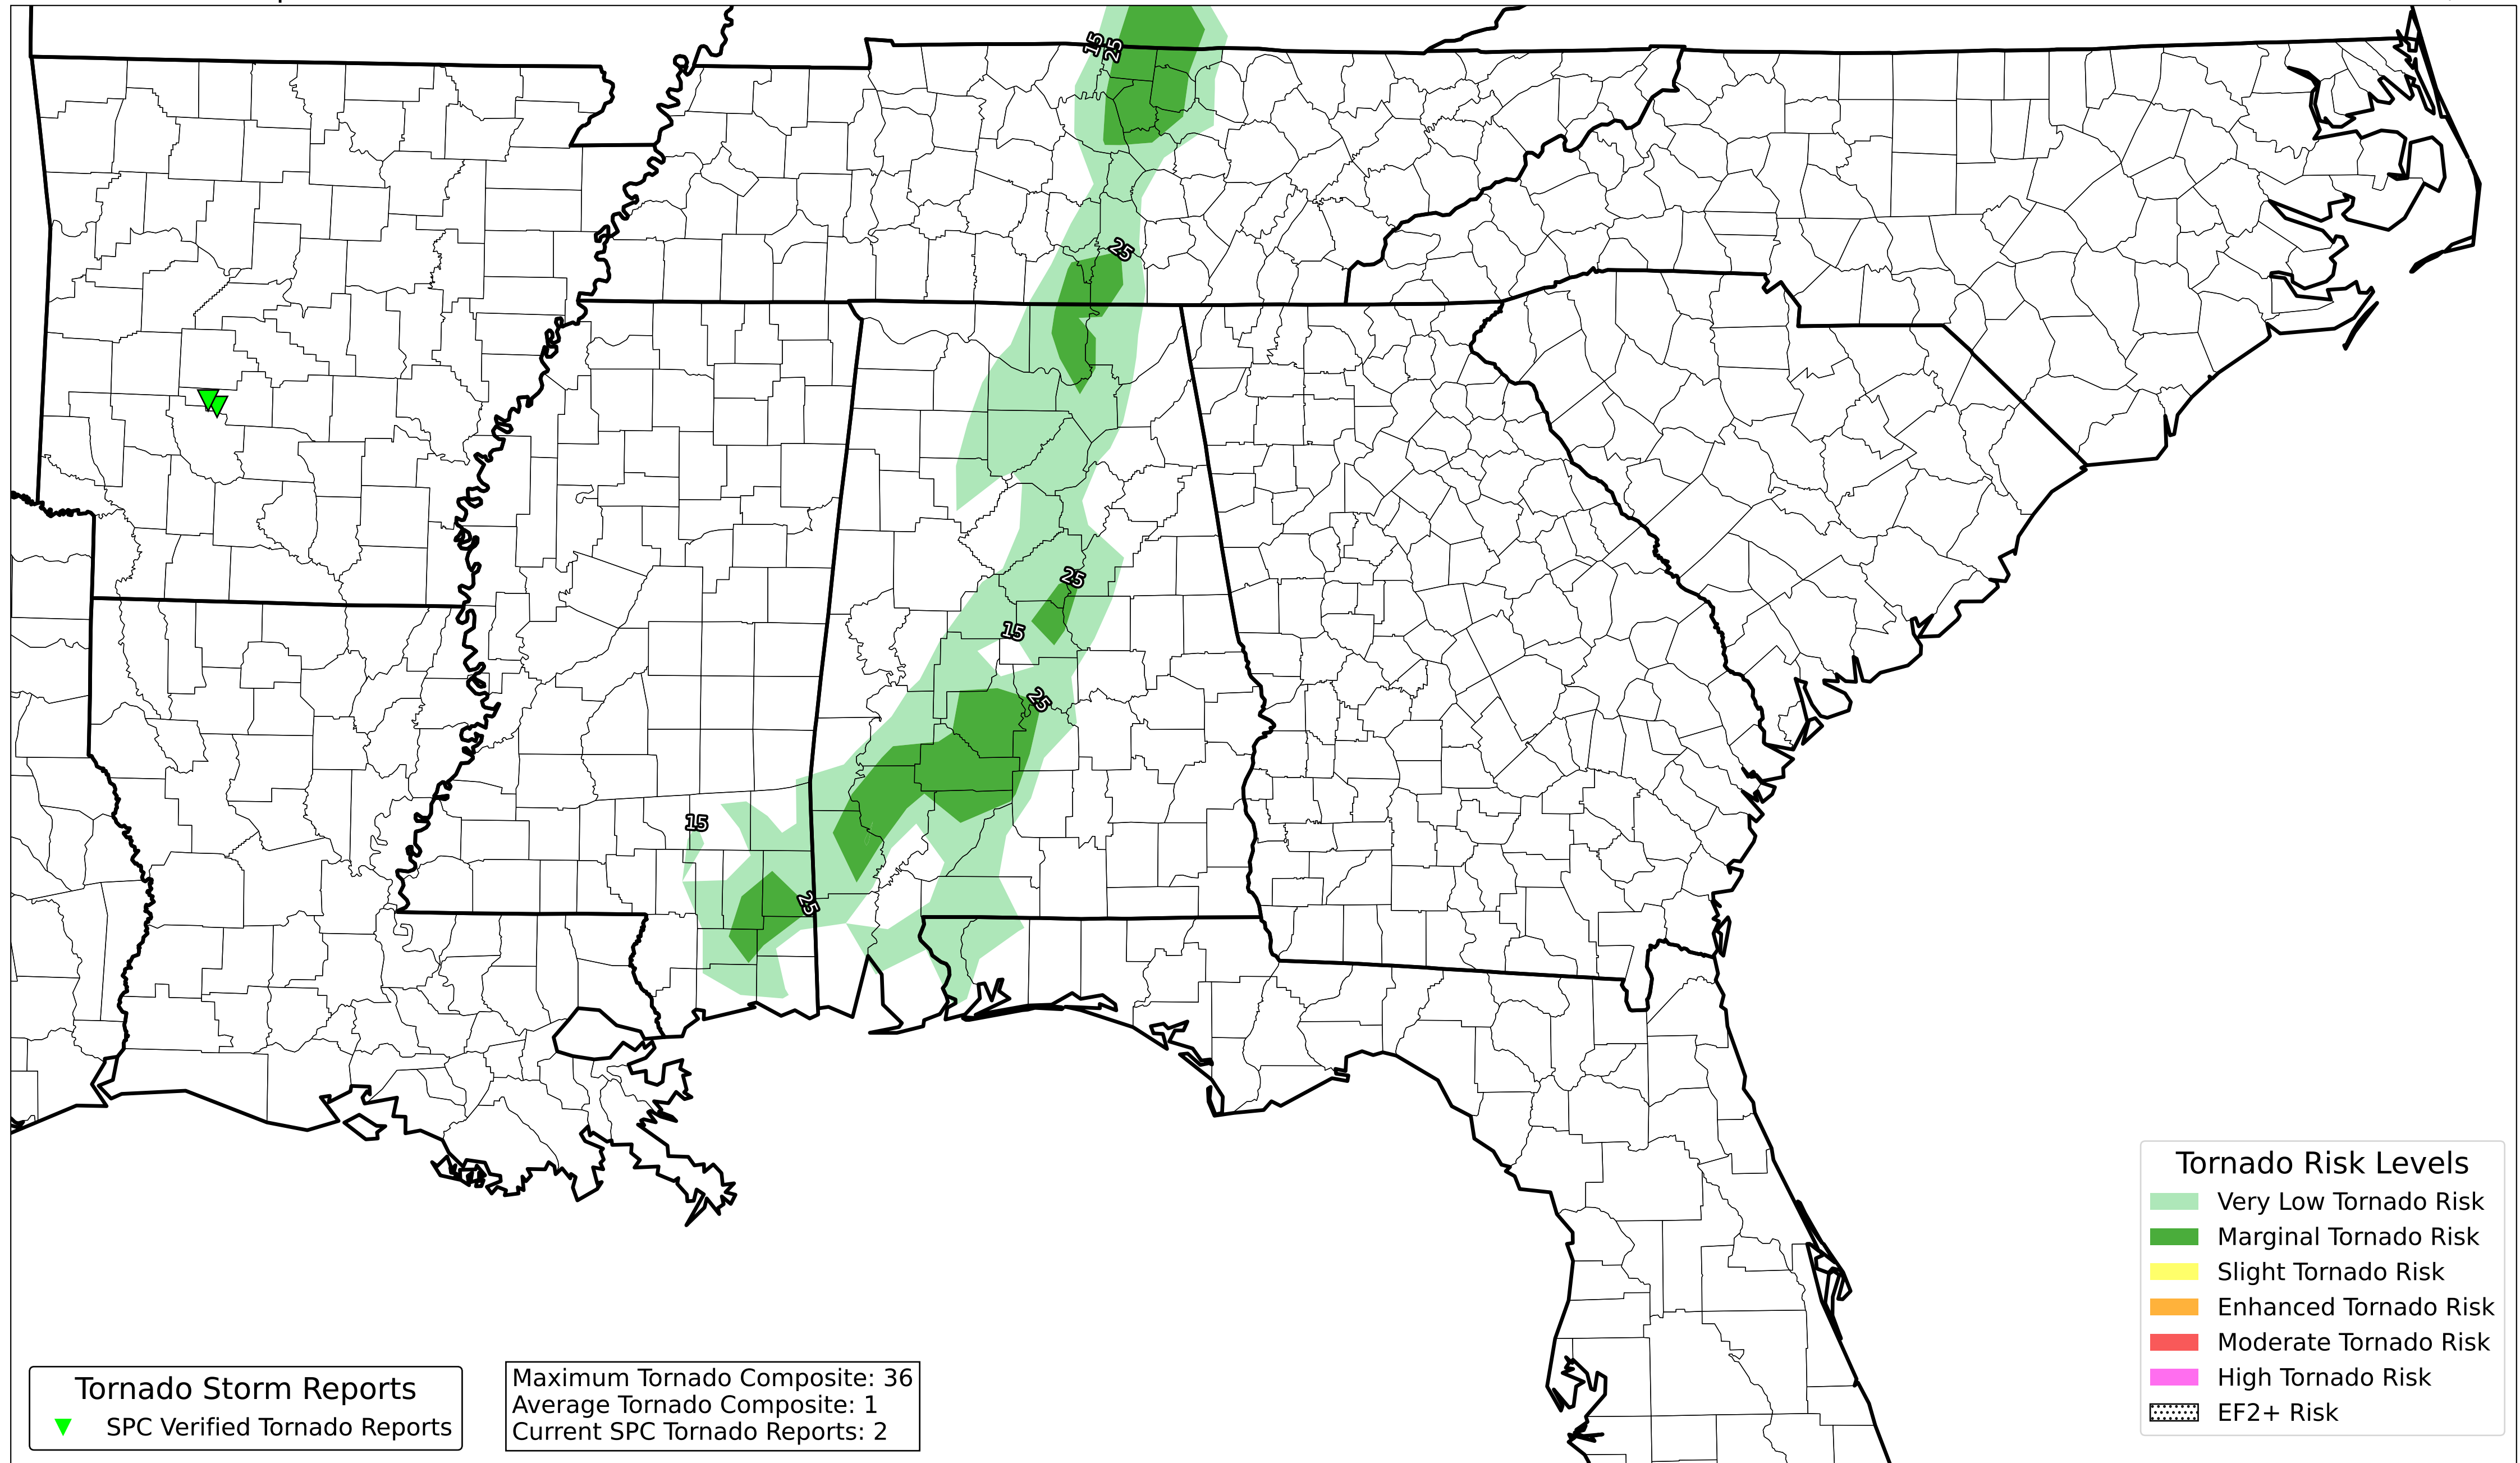 15
25
25
25
15
25
15
25
Tornado Risk Levels
Very Low Tornado Risk
Marginal Tornado Risk
Slight Tornado Risk
Enhanced Tornado Risk
Moderate Tornado Risk
High Tornado Risk
EF2+ Risk
Tornado Storm Reports
SPC Verified Tornado Reports
Maximum Tornado Composite: 36
Average Tornado Composite: 1
Current SPC Tornado Reports: 2